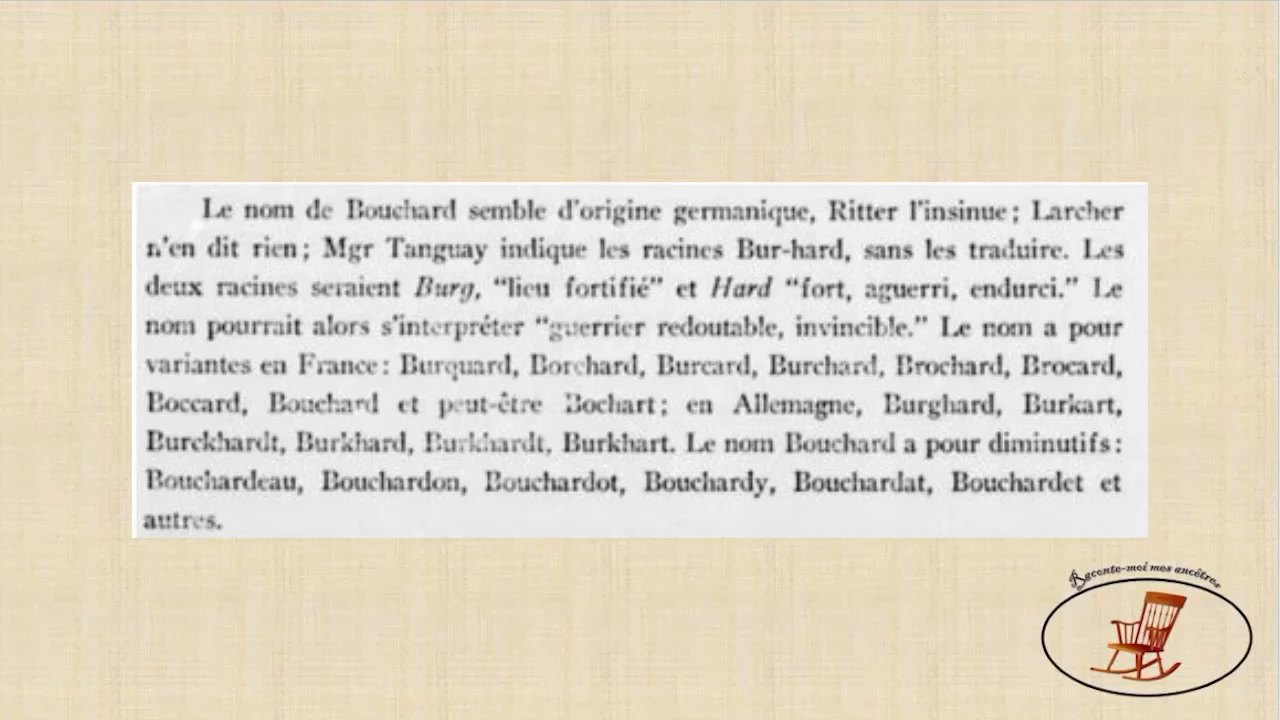 Le nom de Bouchard semble d'origine germanique, Ritter l'insinue; Larcher
n'en dit rien; Mgr Tanguay indique les racines Bur-hard, sans les traduire. Les
deux racines seraient Burg, “lieu fortifié” et Hard “fort, aguerri, endurci.” Le
nom pourrait alors s'interpréter “guerrier redoutable, invincible.” Le nom a pour
variantes en France: Burquard, Borchard, Burcard, Burchard, Brochard, Brocard,
Boccard, Bouchard et peut-être Bochart; en Allemagne, Burghard, Burkart,
Burckhardt, Burkhard, Burkhardt, Burkhart. Le nom Bouchard a pour diminutifs:
Bouchardeau, Bouchardon, Bouchardot, Bouchardy, Bouchardat, Bouchardet et
autres.
Raconte-moi mes ancêtres